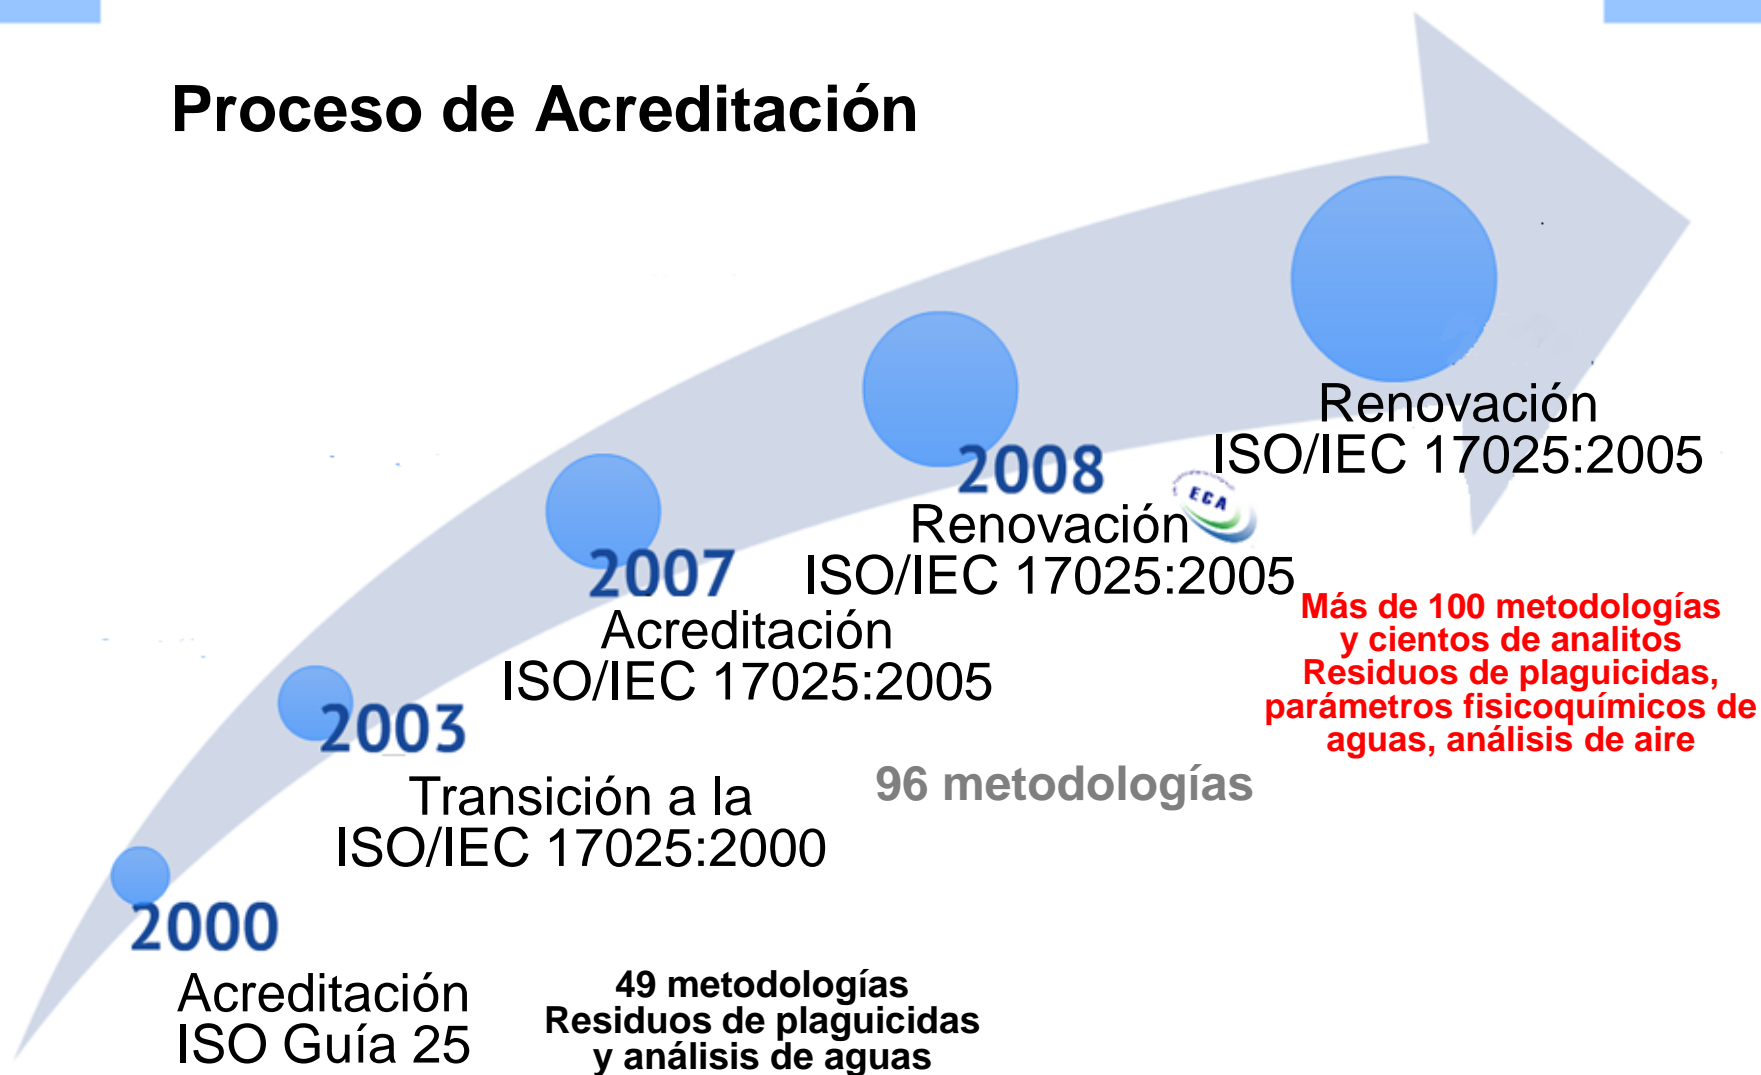 Proceso de Acreditación
2000
Acreditación
ISO Guía 25
49 metodologías
Residuos de plaguicidas
y análisis de aguas
2003
Transición a la
ISO/IEC 17025:2000
2007
Acreditación
ISO/IEC 17025:2005
96 metodologías
2008
Renovación
ISO/IEC 17025:2005
ECA
Renovación
ISO/IEC 17025:2005
Más de 100 metodologías
y cientos de analitos
Residuos de plaguicidas,
parámetros fisicoquímicos de
aguas, análisis de aire